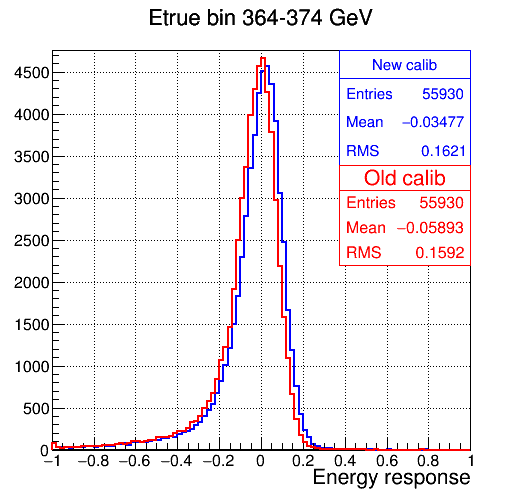 Etrue bin 364-374 GeV
New calib
Entries 55930
Mean −0.03477
RMS 0.1621
Old calib
Entries 55930
Mean −0.05893
RMS 0.1592
4500
4000
3500
3000
2500
2000
1500
1000
500
0
−1 −0.8 −0.6 −0.4 −0.2 0 0.2 0.4 0.6 0.8 1
Energy response